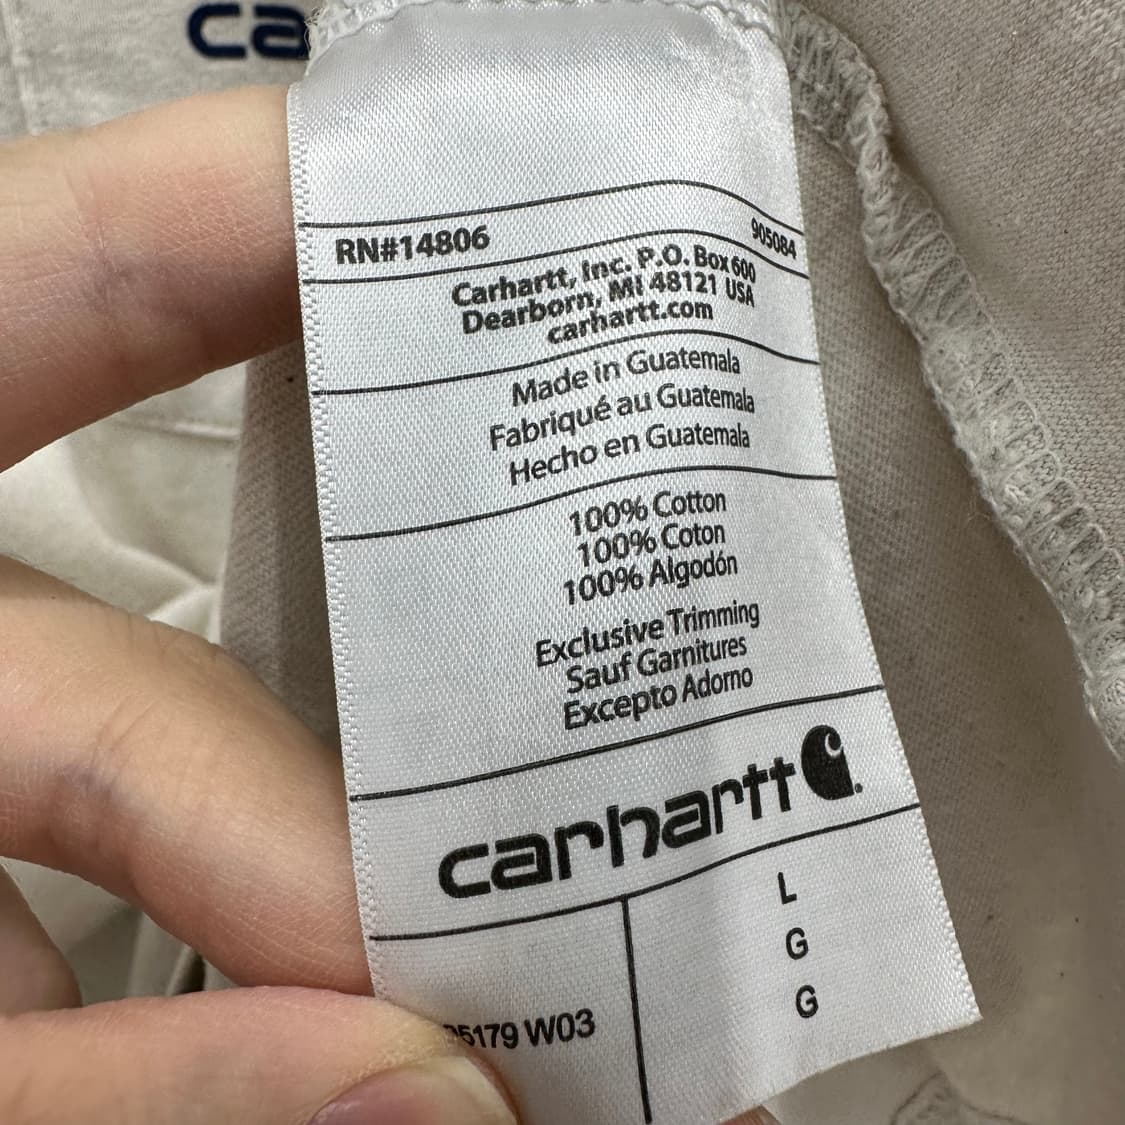 ca
RN#14806 905084
Carhartt, Inc. P.O. Box 600
Dearborn, MI 48121 USA
carhartt.com
Made in Guatemala
Fabriqué au Guatemala
Hecho en Guatemala
100% Cotton
100% Coton
100% Algodón
Exclusive Trimming
Sauf Garnitures
Excepto Adorno
carhartt
L
G
G
W03